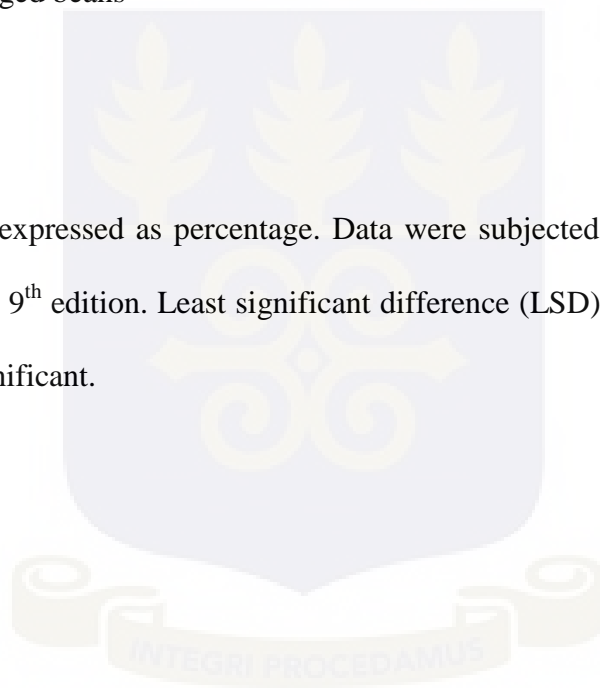 ged beans
expressed as percentage. Data were subjected
9th edition. Least significant difference (LSD)
nificant.
INTEGRI PROCEDAMUS